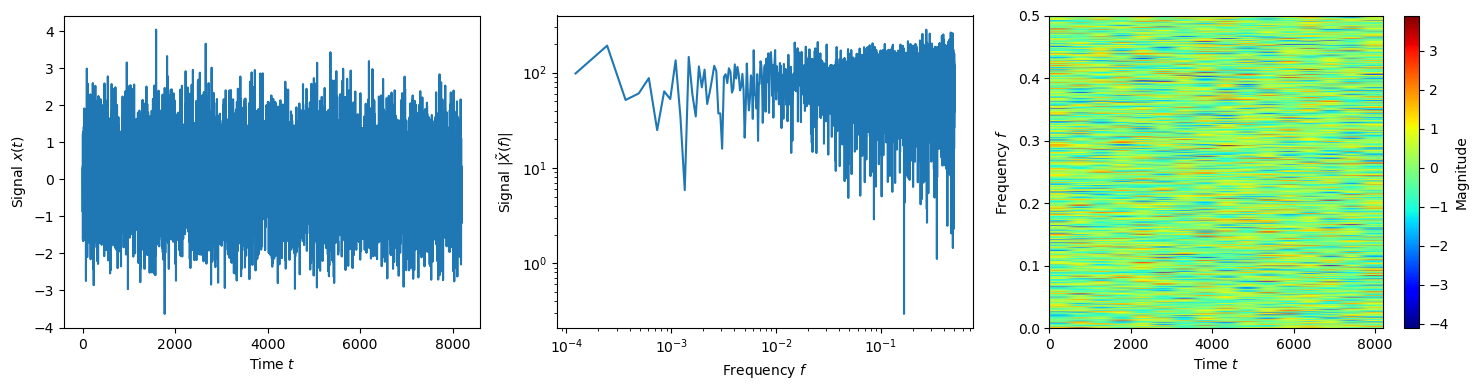 Signal x(t)
4
3
2
1
0
−1
−2
−3
−4
0 2000 4000 6000 8000
Time t
Signal |X̃(f)|
10²
10¹
10⁰
10⁻⁴ 10⁻³ 10⁻² 10⁻¹
Frequency f
Frequency f
0.5
0.4
0.3
0.2
0.1
0.0
0 2000 4000 6000 8000
Time t
3
2
1
0
−1
−2
−3
−4
Magnitude